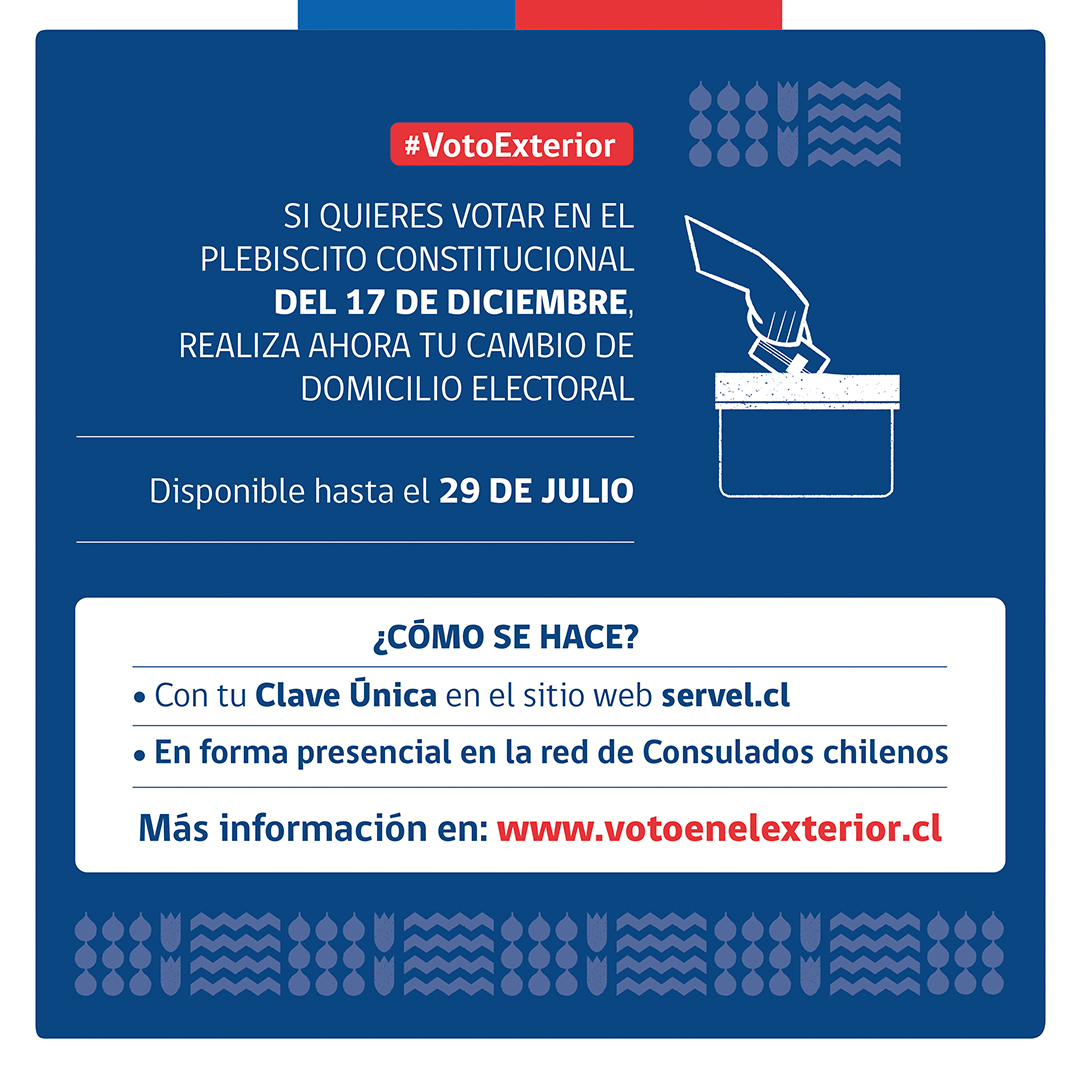 #VotoExterior
SI QUIERES VOTAR EN EL
PLEBISCITO CONSTITUCIONAL
DEL 17 DE DICIEMBRE,
REALIZA AHORA TU CAMBIO DE
DOMICILIO ELECTORAL
Disponible hasta el 29 DE JULIO
¿CÓMO SE HACE?
• Con tu Clave Única en el sitio web servel.cl
• En forma presencial en la red de Consulados chilenos
Más información en: www.votoenelexterior.cl